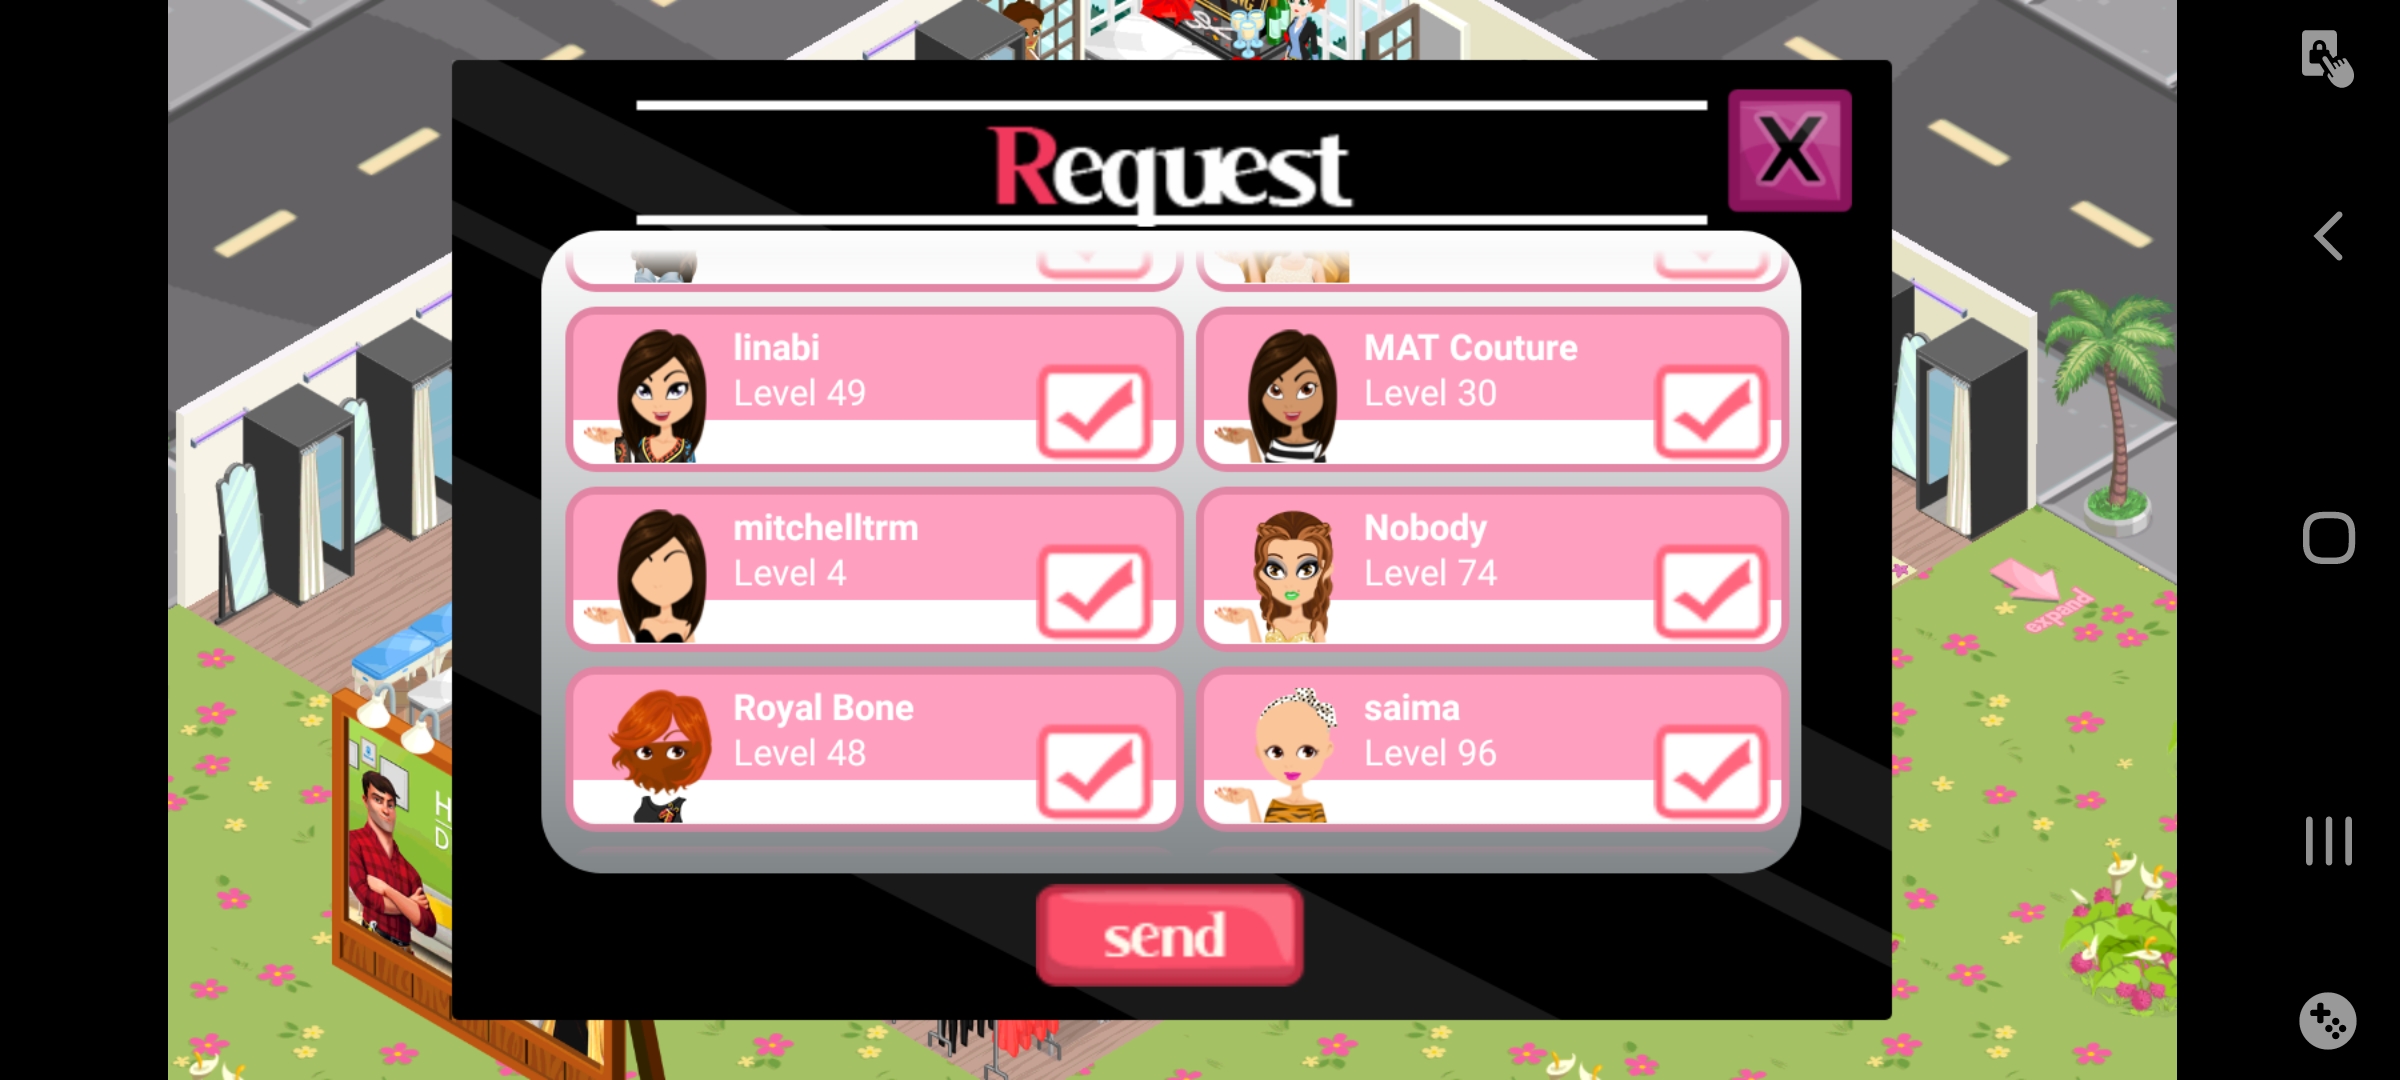 Request
linabi
Level 49
MAT Couture
Level 30
mitchelltrm
Level 4
Nobody
Level 74
Royal Bone
Level 48
saima
Level 96
send
expand
H
D
X